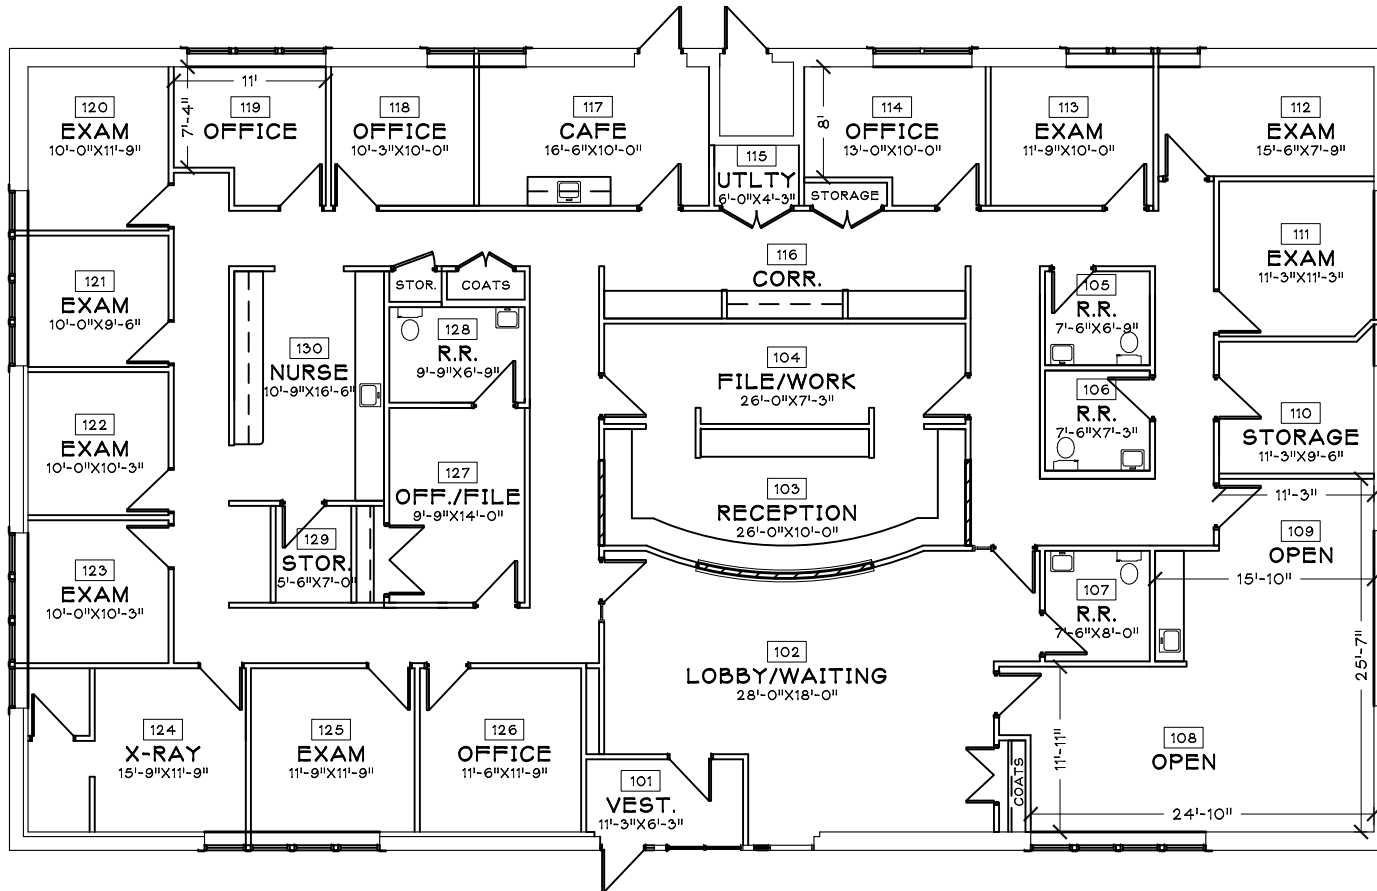 120
EXAM
10'-0"X11'-9"
11'
7'-4"
119
OFFICE
118
OFFICE
10'-3"X10'-0"
117
CAFE
16'-6"X10'-0"
115
UTLTY
6'-0"X4'-3"
8'
114
OFFICE
13'-0"X10'-0"
STORAGE
113
EXAM
11'-9"X10'-0"
112
EXAM
15'-6"X7'-9"
121
EXAM
10'-0"X9'-6"
130
NURSE
10'-9"X16'-6"
STOR.
COATS
128
R.R.
9'-9"X6'-9"
116
CORR.
104
FILE/WORK
26'-0"X7'-3"
105
R.R.
7'-6"X6'-9"
111
EXAM
11'-3"X11'-3"
106
R.R.
7'-6"X7'-3"
110
STORAGE
11'-3"X9'-6"
122
EXAM
10'-0"X10'-3"
127
OFF./FILE
9'-9"X14'-0"
103
RECEPTION
26'-0"X10'-0"
11'-3"
109
OPEN
15'-10"
123
EXAM
10'-0"X10'-3"
129
STOR.
5'-6"X7'-0"
107
R.R.
7'-6"X8'-0"
102
LOBBY/WAITING
28'-0"X18'-0"
25'-7"
124
X-RAY
15'-9"X11'-9"
125
EXAM
11'-9"X11'-9"
126
OFFICE
11'-6"X11'-9"
101
VEST.
11'-3"X6'-3"
COATS
11'-11"
108
OPEN
24'-10"